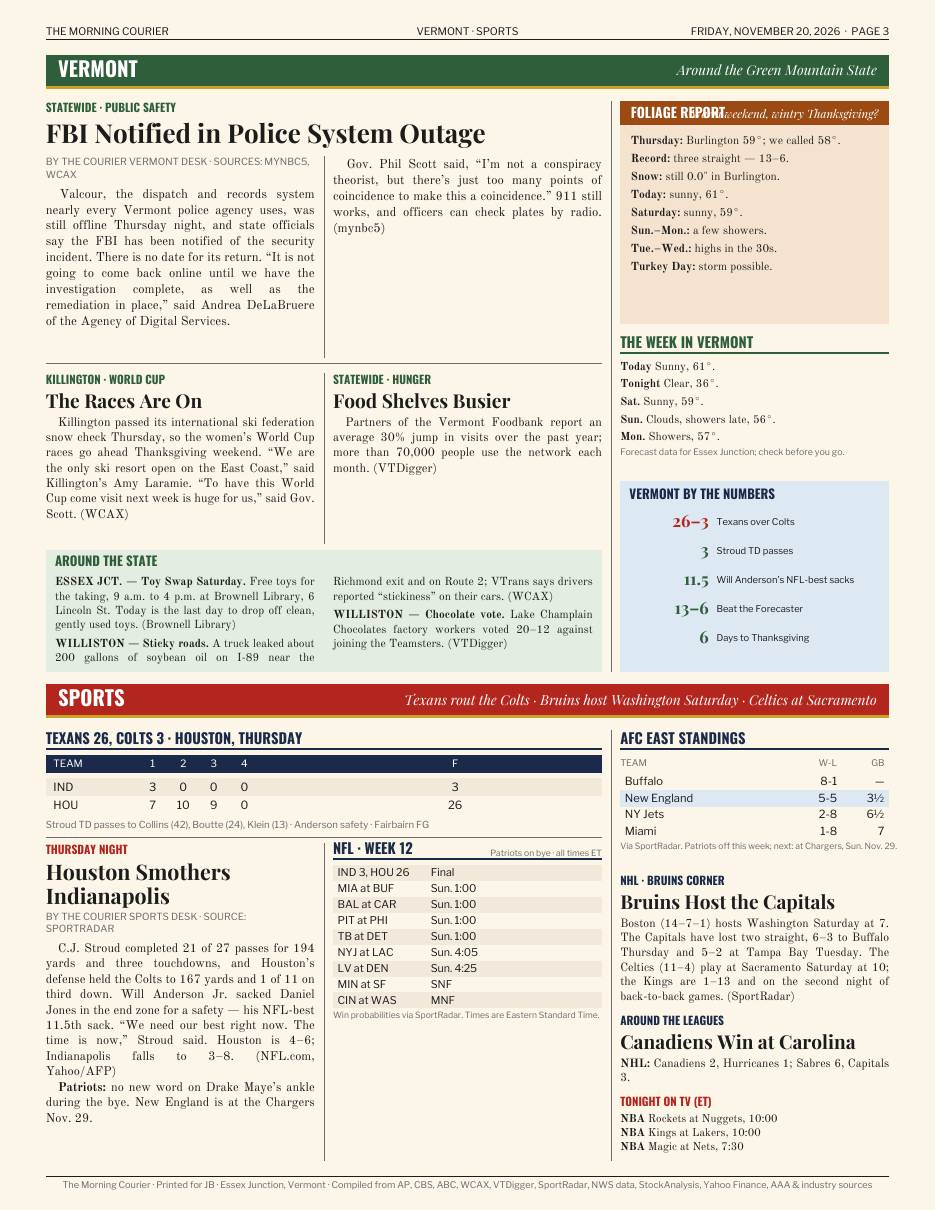 THE MORNING COURIER
VERMONT · SPORTS
FRIDAY, NOVEMBER 20, 2026 · PAGE 3
VERMONT
Around the Green Mountain State
STATEWIDE · PUBLIC SAFETY
FBI Notified in Police System Outage
BY THE COURIER VERMONT DESK · SOURCES: MYNBC5,
WCAX
Valcour, the dispatch and records system
nearly every Vermont police agency uses, was
still offline Thursday night, and state officials
say the FBI has been notified of the security
incident. There is no date for its return. “It is not
going to come back online until we have the
investigation complete, as well as the
remediation in place,” said Andrea DeLaBruere
of the Agency of Digital Services.
Gov. Phil Scott said, “I’m not a conspiracy
theorist, but there’s just too many points of
coincidence to make this a coincidence.” 911 still
works, and officers can check plates by radio.
(mynbc5)
KILLINGTON · WORLD CUP
The Races Are On
Killington passed its international ski federation
snow check Thursday, so the women’s World Cup
races go ahead Thanksgiving weekend. “We are
the only ski resort open on the East Coast,” said
Killington’s Amy Laramie. “To have this World
Cup come visit next week is huge for us,” said Gov.
Scott. (WCAX)
STATEWIDE · HUNGER
Food Shelves Busier
Partners of the Vermont Foodbank report an
average 30% jump in visits over the past year;
more than 70,000 people use the network each
month. (VTDigger)
AROUND THE STATE
ESSEX JCT. — Toy Swap Saturday. Free toys for
the taking, 9 a.m. to 4 p.m. at Brownell Library, 6
Lincoln St. Today is the last day to drop off clean,
gently used toys. (Brownell Library)
WILLISTON — Sticky roads. A truck leaked about
200 gallons of soybean oil on I-89 near the
Richmond exit and on Route 2; VTrans says drivers
reported “stickiness” on their cars. (WCAX)
WILLISTON — Chocolate vote. Lake Champlain
Chocolates factory workers voted 20–12 against
joining the Teamsters. (VTDigger)
FOLIAGE REPORT
weekend, wintry Thanksgiving?
Thursday: Burlington 59°; we called 58°.
Record: three straight — 13–6.
Snow: still 0.0″ in Burlington.
Today: sunny, 61°.
Saturday: sunny, 59°.
Sun.–Mon.: a few showers.
Tue.–Wed.: highs in the 30s.
Turkey Day: storm possible.
THE WEEK IN VERMONT
Today Sunny, 61°.
Tonight Clear, 36°.
Sat. Sunny, 59°.
Sun. Clouds, showers late, 56°.
Mon. Showers, 57°.
Forecast data for Essex Junction; check before you go.
VERMONT BY THE NUMBERS
26–3 Texans over Colts
3 Stroud TD passes
11.5 Will Anderson’s NFL-best sacks
13–6 Beat the Forecaster
6 Days to Thanksgiving
SPORTS
Texans rout the Colts · Bruins host Washington Saturday · Celtics at Sacramento
TEXANS 26, COLTS 3 · HOUSTON, THURSDAY
TEAM 1 2 3 4 F
IND 3 0 0 0 3
HOU 7 10 9 0 26
Stroud TD passes to Collins (42), Boutte (24), Klein (13) · Anderson safety · Fairbairn FG
THURSDAY NIGHT
Houston Smothers
Indianapolis
BY THE COURIER SPORTS DESK · SOURCE:
SPORTRADAR
C.J. Stroud completed 21 of 27 passes for 194
yards and three touchdowns, and Houston’s
defense held the Colts to 167 yards and 1 of 11 on
third down. Will Anderson Jr. sacked Daniel
Jones in the end zone for a safety — his NFL-best
11.5th sack. “We need our best right now. The
time is now,” Stroud said. Houston is 4–6;
Indianapolis falls to 3–8. (NFL.com,
Yahoo/AFP)
Patriots: no new word on Drake Maye’s ankle
during the bye. New England is at the Chargers
Nov. 29.
NFL · WEEK 12
Patriots on bye · all times ET
IND 3, HOU 26 Final
MIA at BUF Sun. 1:00
BAL at CAR Sun. 1:00
PIT at PHI Sun. 1:00
TB at DET Sun. 1:00
NYJ at LAC Sun. 4:05
LV at DEN Sun. 4:25
MIN at SF SNF
CIN at WAS MNF
Win probabilities via SportRadar. Times are Eastern Standard Time.
AFC EAST STANDINGS
TEAM W-L GB
Buffalo 8-1 —
New England 5-5 3½
NY Jets 2-8 6½
Miami 1-8 7
Via SportRadar. Patriots off this week; next: at Chargers, Sun. Nov. 29.
NHL · BRUINS CORNER
Bruins Host the Capitals
Boston (14–7–1) hosts Washington Saturday at 7.
The Capitals have lost two straight, 6–3 to Buffalo
Thursday and 5–2 at Tampa Bay Tuesday. The
Celtics (11–4) play at Sacramento Saturday at 10;
the Kings are 1–13 and on the second night of
back-to-back games. (SportRadar)
AROUND THE LEAGUES
Canadiens Win at Carolina
NHL: Canadiens 2, Hurricanes 1; Sabres 6, Capitals
3.
TONIGHT ON TV (ET)
NBA Rockets at Nuggets, 10:00
NBA Kings at Lakers, 10:00
NBA Magic at Nets, 7:30
The Morning Courier · Printed for JB · Essex Junction, Vermont · Compiled from AP, CBS, ABC, WCAX, VTDigger, SportRadar, NWS data, StockAnalysis, Yahoo Finance, AAA & industry sources